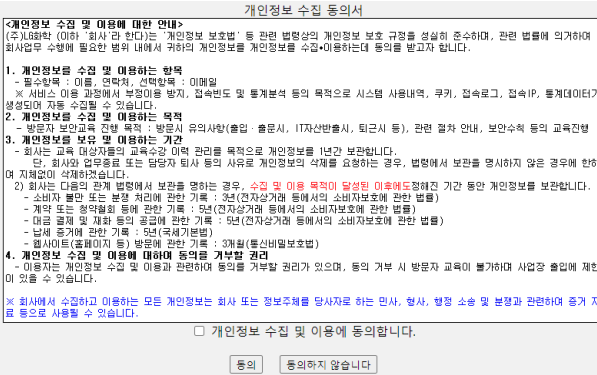 개인정보 수집 동의서
<개인정보 수집 및 이용에 대한 안내>
(주)LG화학 (이하 '회사'라 한다)는 '개인정보 보호법' 등 관련 법령상의 개인정보 보호 규정을 성실히 준수하며, 관련 법률에 의거하여
회사업무 수행에 필요한 범위 내에서 귀하의 개인정보를 개인정보를 수집•이용하는데 동의를 받고자 합니다.
1. 개인정보를 수집 및 이용하는 항목
- 필수항목 : 이름, 연락처, 선택항목 : 이메일
※ 서비스 이용 과정에서 부정이용 방지, 접속빈도 및 통계분석 등의 목적으로 시스템 사용내역, 쿠키, 접속로그, 접속IP, 통계데이터가
생성되어 자동 수집될 수 있습니다.
2. 개인정보를 수집 및 이용하는 목적
- 방문자 보안교육 진행 목적 : 방문시 유의사항(출입ㆍ출문시, IT자산반출시, 퇴근시 등), 관련 절차 안내, 보안수칙 등의 교육진행
3. 개인정보를 보유 및 이용하는 기간
- 회사는 교육 대상자들의 교육수강 이력 관리를 목적으로 개인정보를 1년간 보관합니다.
단, 회사와 업무종료 또는 담당자 퇴사 등의 사유로 개인정보의 삭제를 요청하는 경우, 법령에서 보관을 명시하지 않은 경우에 한하
며 지체없이 삭제하겠습니다.
2) 회사는 다음의 관계 법령에서 보관을 명하는 경우, 수집 및 이용 목적이 달성된 이후에도정해진 기간 동안 개인정보를 보관합니다.
- 소비자 불만 또는 분쟁 처리에 관한 기록 : 3년(전자상거래 등에서의 소비자보호에 관한 법률)
- 계약 또는 청약철회 등에 관한 기록 : 5년(전자상거래 등에서의 소비자보호에 관한 법률)
- 대금 결제 및 재화 등의 공급에 관한 기록 : 5년(전자상거래 등에서의 소비자보호에 관한 법률)
- 납세 증거에 관한 기록 : 5년(국세기본법)
- 웹사이트(홈페이지 등) 방문에 관한 기록 : 3개월(통신비밀보호법)
4. 개인정보 수집 및 이용에 대하여 동의를 거부할 권리
- 이용자는 개인정보 수집 및 이용과 관련하여 동의를 거부할 권리가 있으며, 동의 거부 시 방문자 교육이 불가하며 사업장 출입에 제한
이 있을 수 있습니다.
※ 회사에서 수집하고 이용하는 모든 개인정보는 회사 또는 정보주체를 당사자로 하는 민사, 형사, 행정 소송 및 분쟁과 관련하여 증거 자
료 등으로 사용될 수 있습니다.
개인정보 수집 및 이용에 동의합니다.
동의 동의하지 않습니다